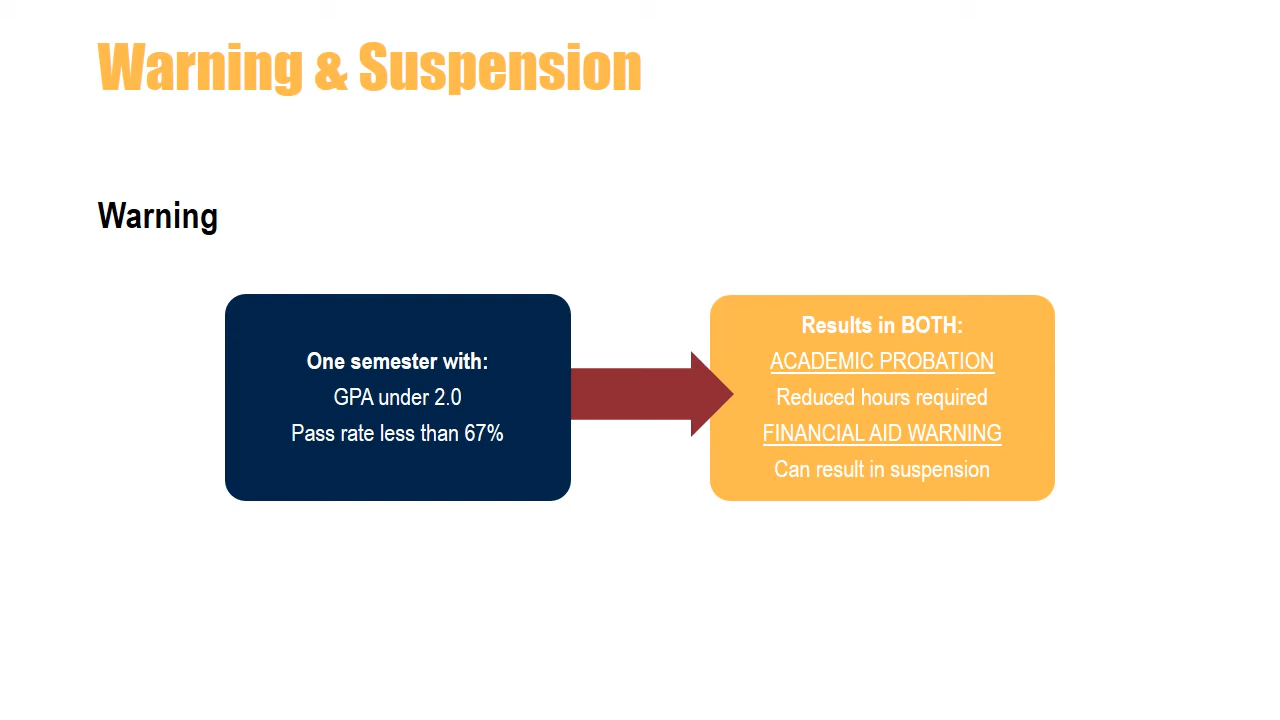 Warning & Suspension
Warning
One semester with:
GPA under 2.0
Pass rate less than 67%
Results in BOTH:
ACADEMIC PROBATION
Reduced hours required
FINANCIAL AID WARNING
Can result in suspension